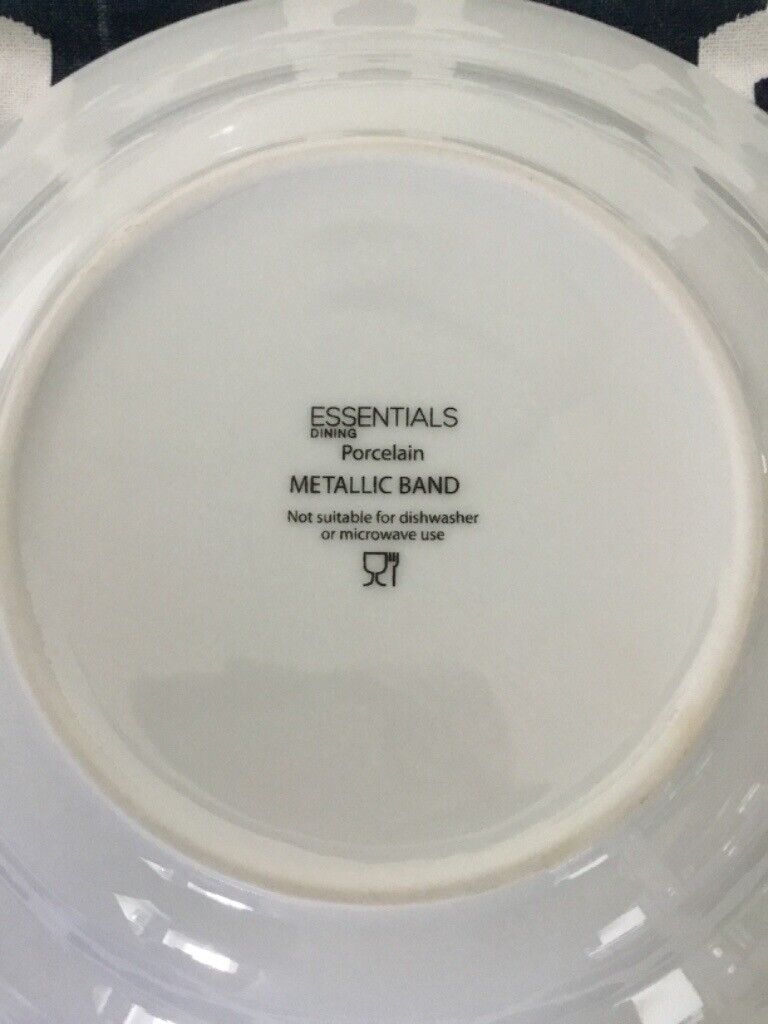 ESSENTIALS
DINING
Porcelain
METALLIC BAND
Not suitable for dishwasher
or microwave use